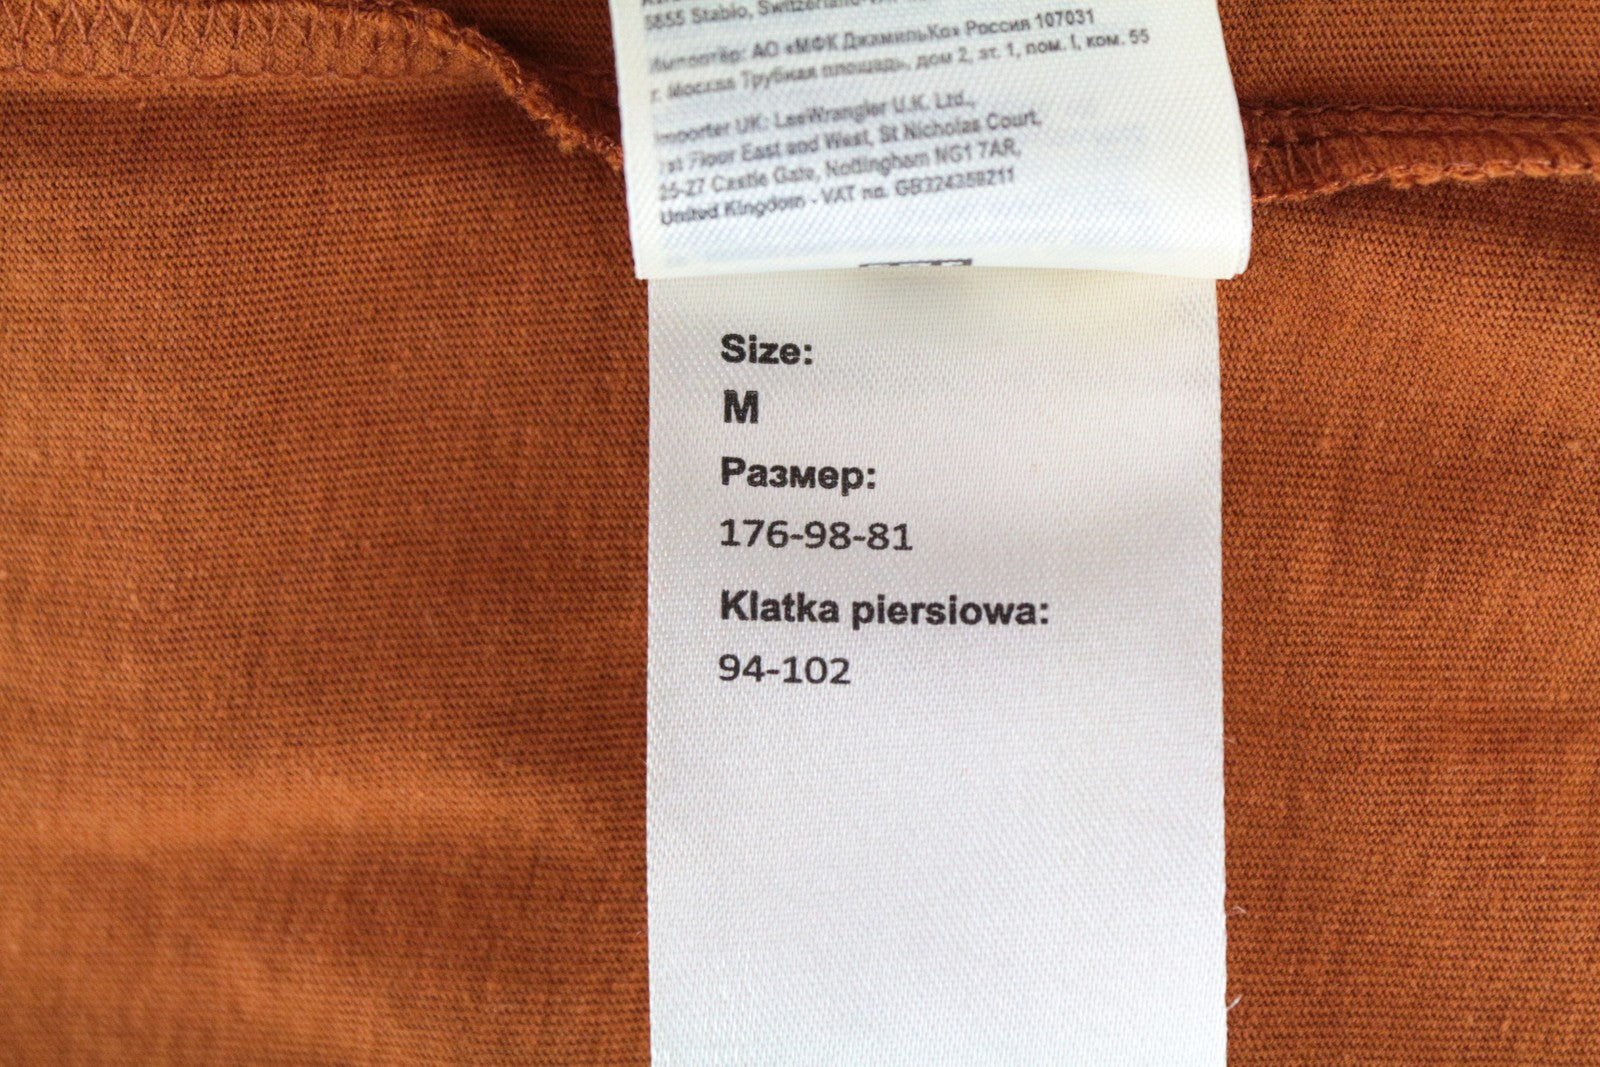 5855 Stabio, Switzerland
Импортёр: АО «МФК ДжамильКо» Россия 107031
г. Москва Трубная площадь, дом 2, эт. 1, пом. I, ком. 55
Importer UK: LeeWrangler U.K. Ltd.,
1st Floor East and West, St Nicholas Court,
25-27 Castle Gate, Nottingham NG1 7AR,
United Kingdom - VAT no. GB324358211
Size:
M
Размер:
176-98-81
Klatka piersiowa:
94-102